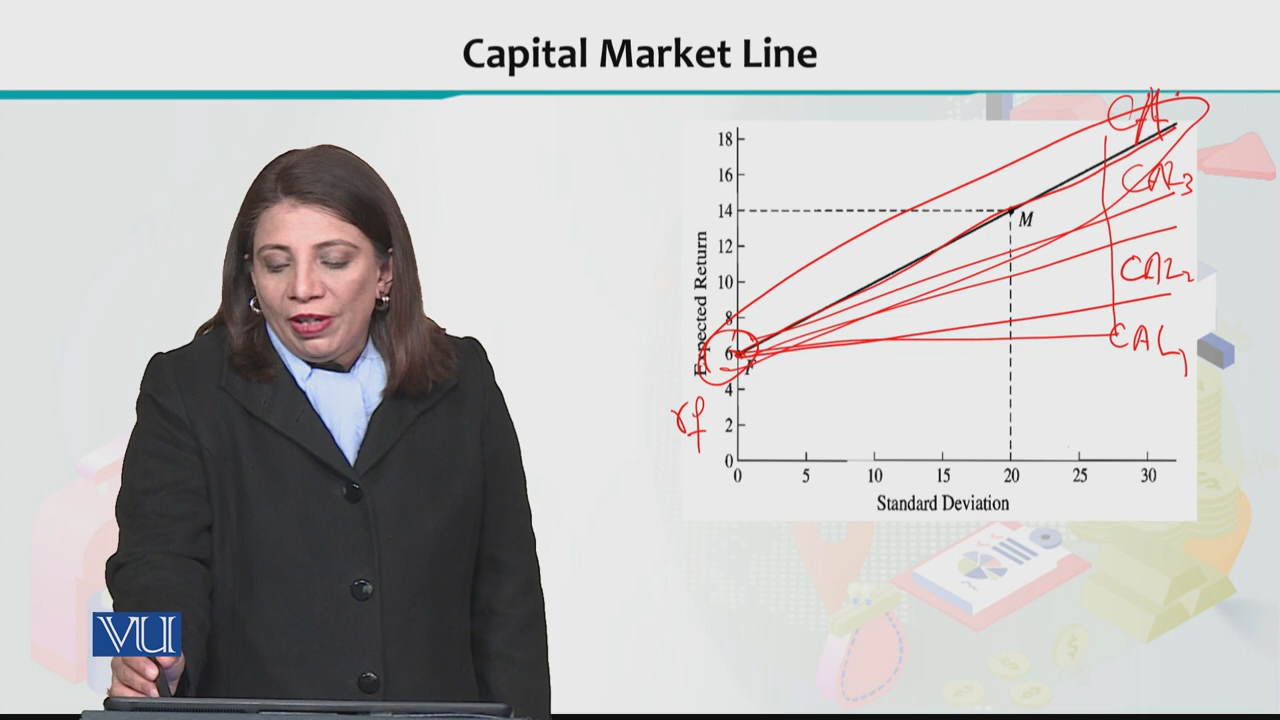 Capital Market Line
Expected Return
18
16
14
12
10
8
6
4
2
0
M
F
0 5 10 15 20 25 30
Standard Deviation
CAL3
CAL2
CAL1
rf
VU